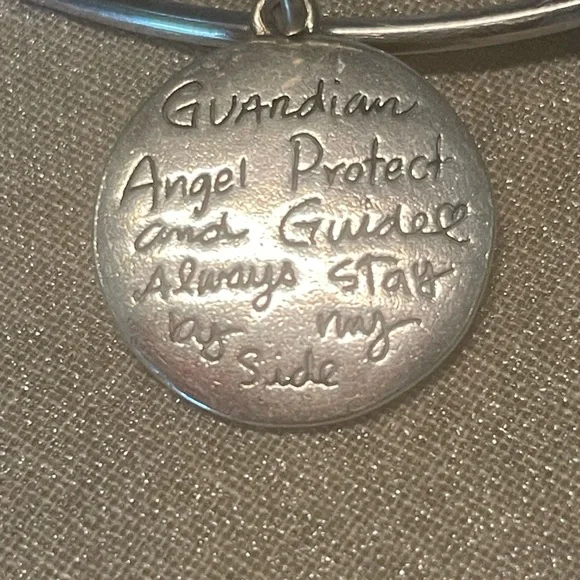 Guardian
Angel Protect
and Guide♡
Always Stay
by my
Side